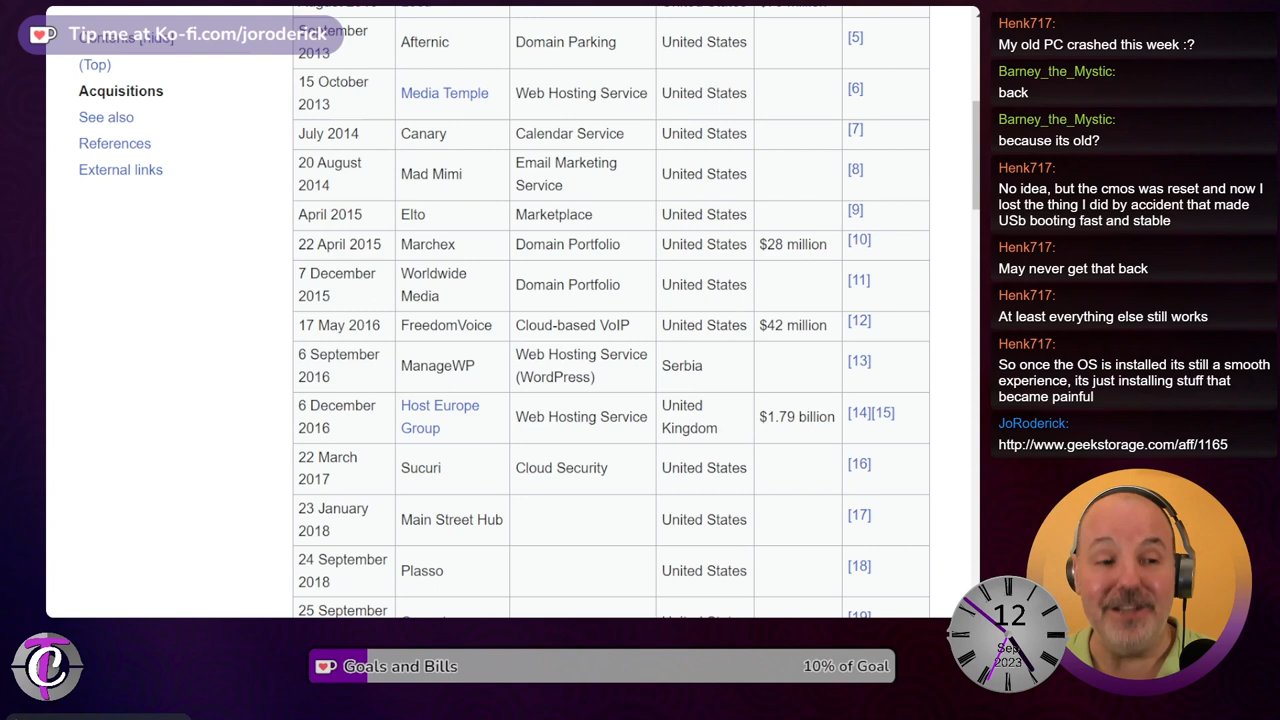 Tip me at Ko-fi.com/joroderick
(Top)
Acquisitions
See also
References
External links
September 2013 Afternic Domain Parking United States [5]
15 October 2013 Media Temple Web Hosting Service United States [6]
July 2014 Canary Calendar Service United States [7]
20 August 2014 Mad Mimi Email Marketing Service United States [8]
April 2015 Elto Marketplace United States [9]
22 April 2015 Marchex Domain Portfolio United States $28 million [10]
7 December 2015 Worldwide Media Domain Portfolio United States [11]
17 May 2016 FreedomVoice Cloud-based VoIP United States $42 million [12]
6 September 2016 ManageWP Web Hosting Service (WordPress) Serbia [13]
6 December 2016 Host Europe Group Web Hosting Service United Kingdom $1.79 billion [14][15]
22 March 2017 Sucuri Cloud Security United States [16]
23 January 2018 Main Street Hub United States [17]
24 September 2018 Plasso United States [18]
25 September
Henk717:
My old PC crashed this week :?
Barney_the_Mystic:
back
Barney_the_Mystic:
because its old?
Henk717:
No idea, but the cmos was reset and now I
lost the thing I did by accident that made
USb booting fast and stable
Henk717:
May never get that back
Henk717:
At least everything else still works
Henk717:
So once the OS is installed its still a smooth
experience, its just installing stuff that
became painful
JoRoderick:
http://www.geekstorage.com/aff/1165
12
Sep
2023
TC
Goals and Bills
10% of Goal